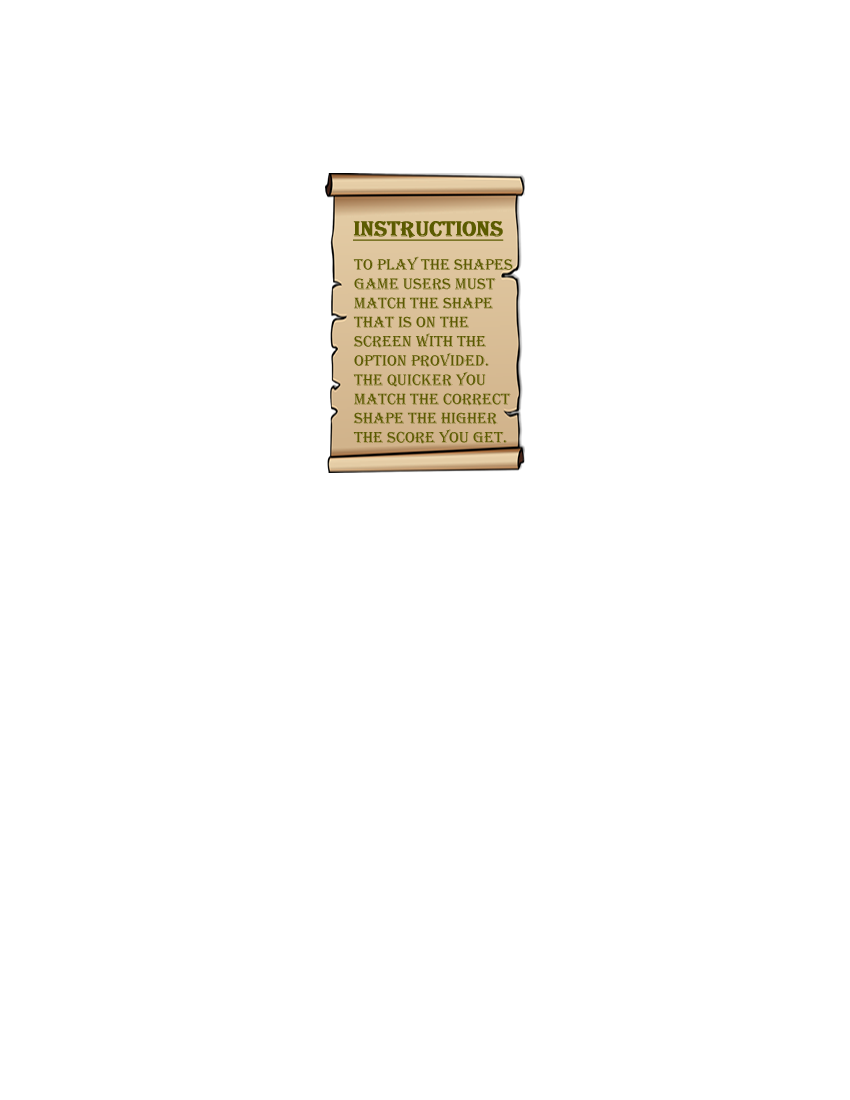 INSTRUCTIONS
TO PLAY THE SHAPES
GAME USERS MUST
MATCH THE SHAPE
THAT IS ON THE
SCREEN WITH THE
OPTION PROVIDED.
THE QUICKER YOU
MATCH THE CORRECT
SHAPE THE HIGHER
THE SCORE YOU GET.